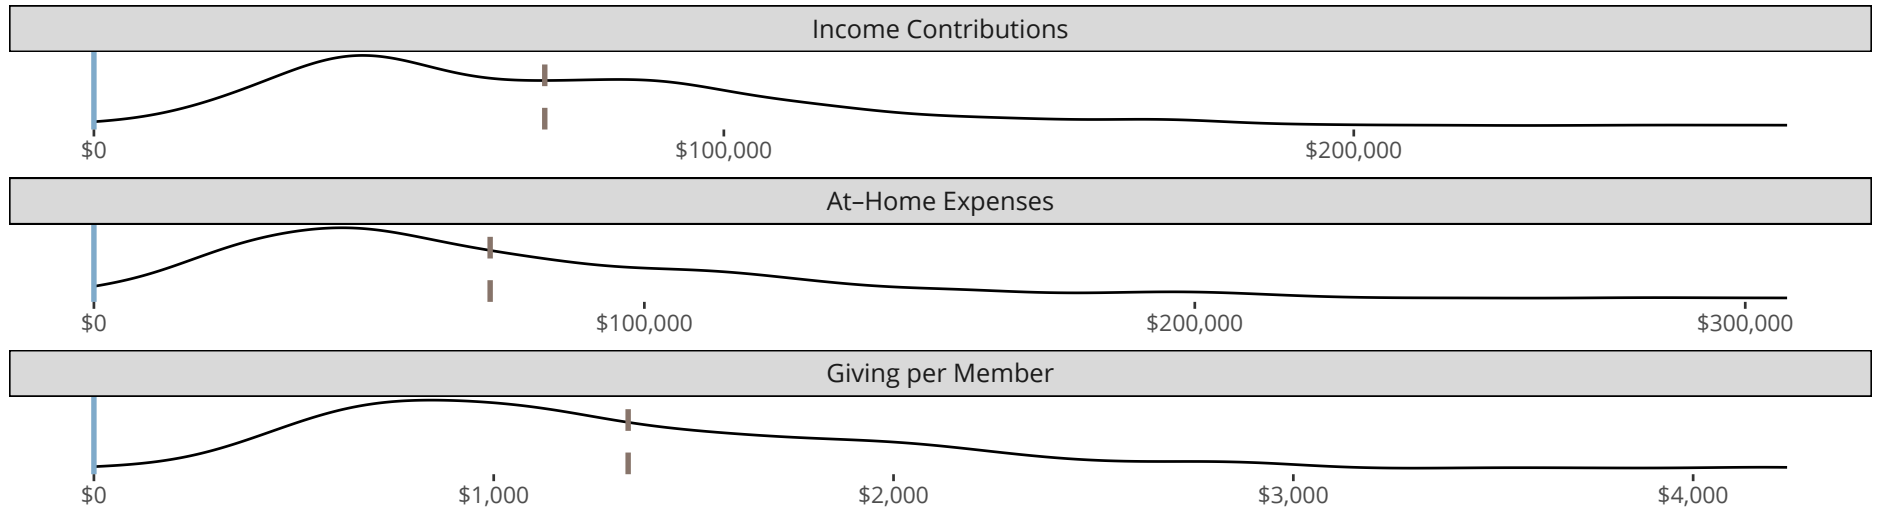 Income Contributions
$0 $100,000 $200,000
At–Home Expenses
$0 $100,000 $200,000 $300,000
Giving per Member
$0 $1,000 $2,000 $3,000 $4,000